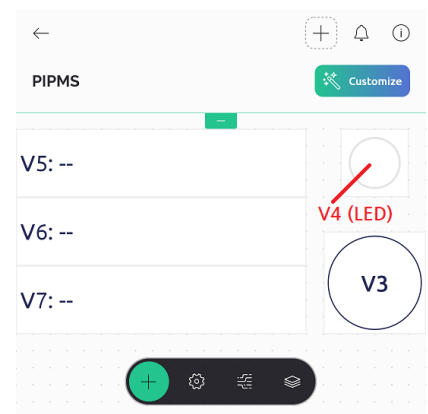 PIPMS
Customize
V5: --
V4 (LED)
V6: --
V3
V7: --